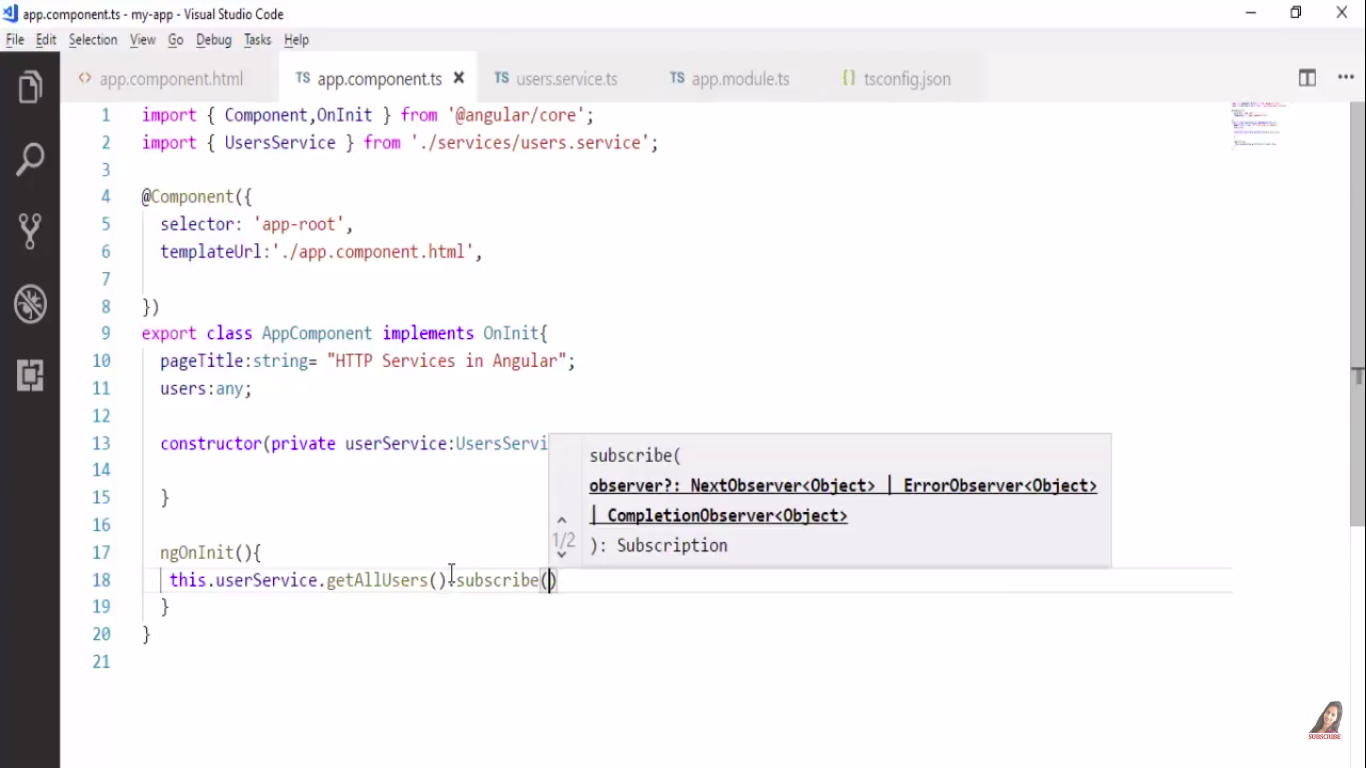 app.component.ts - my-app - Visual Studio Code
File Edit Selection View Go Debug Tasks Help
<> app.component.html TS app.component.ts × TS users.service.ts TS app.module.ts {} tsconfig.json
1 import { Component,OnInit } from '@angular/core';
2 import { UsersService } from './services/users.service';
3
4 @Component({
5 selector: 'app-root',
6 templateUrl:'./app.component.html',
7
8 })
9 export class AppComponent implements OnInit{
10 pageTitle:string= "HTTP Services in Angular";
11 users:any;
12
13 constructor(private userService:UsersServi
14
15 }
16
17 ngOnInit(){
18 this.userService.getAllUsers().subscribe()
19 }
20 }
21
subscribe(
observer?: NextObserver<Object> | ErrorObserver<Object>
| CompletionObserver<Object>
1/2
): Subscription
SUBSCRIBE